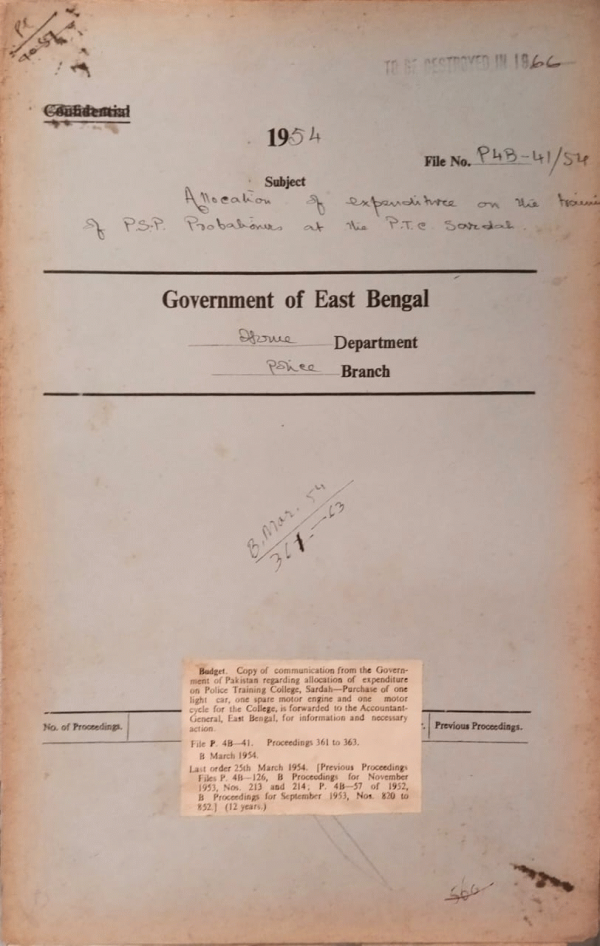 TO BE DESTROYED IN 1966
Confidential
1954
File No. P4B-41/54
Subject
Allocation of expenditure on the
of P.S.P. Probationers at the P.T.C. Sardah.
Government of East Bengal
Home Department
Police Branch
B. Mar. 54
361-63
Budget. Copy of communication from the Govern-
ment of Pakistan regarding allocation of expenditure
on Police Training College, Sardah—Purchase of one
light car, one spare motor engine and one motor
cycle for the College, is forwarded to the Accountant-
General, East Bengal, for information and necessary
action.
File P. 4B—41. Proceedings 361 to 363.
B March 1954.
Last order 25th March 1954. [Previous Proceedings
Files P. 4B—126, B Proceedings for November
1953, Nos. 213 and 214; P. 4B—57 of 1952,
B Proceedings for September 1953, Nos. 820 to
852.] (12 years.)
No. of Proceedings.
Previous Proceedings.